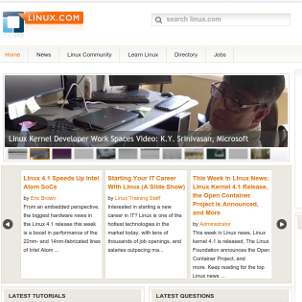 LINUX.COM
search linux.com
Home News Linux Community Learn Linux Directory Jobs
Linux Kernel Developer Work Spaces Video: K.Y. Srinivasan, Microsoft
Linux 4.1 Speeds Up Intel
Atom SoCs
by Eric Brown
From an embedded perspective,
the biggest hardware news in
the Linux 4.1 release this week
is a boost in performance of the
22nm- and 14nm-fabricated lines
of Intel Atom ...
Starting Your IT Career
With Linux (A Slide Show)
by Linux Training Staff
Interested in starting a new
career in IT? Linux is one of the
hottest technologies in the
market today, with tens of
thousands of job openings, and
salaries outpacing ma...
This Week in Linux News:
Linux Kernel 4.1 Release,
the Open Container
Project is Announced,
and More
by Author
This week in Linux news, Linux
kernel 4.1 is released, The Linux
Foundation announces the Open
Container Project, and
more. Keep reading for the top
Linux news ...
LATEST TUTORIALS
LATEST QUESTIONS